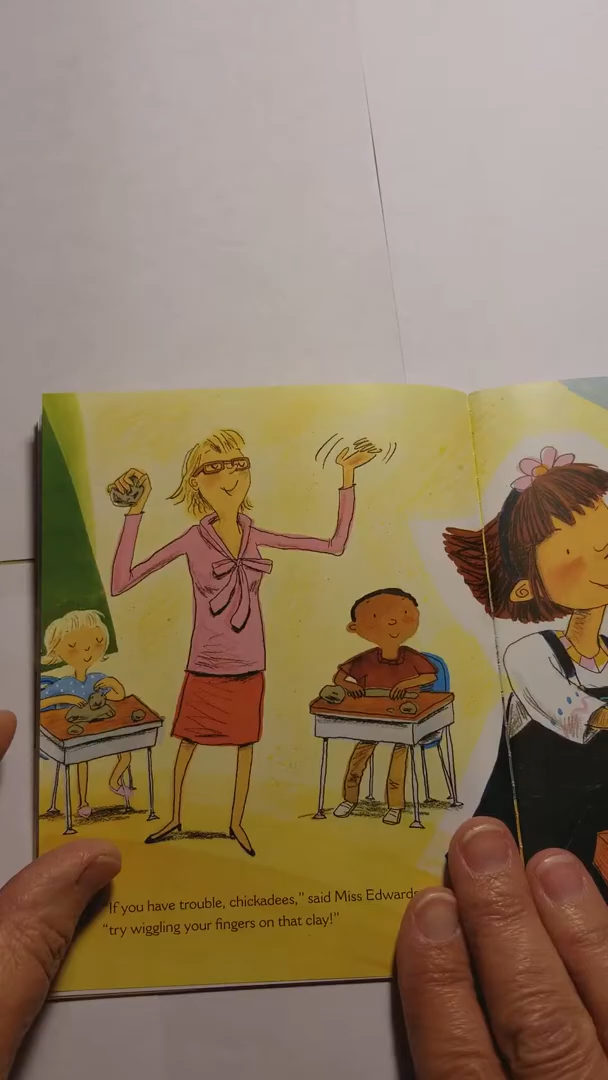 "If you have trouble, chickadees," said Miss Edwards
"try wiggling your fingers on that clay!"